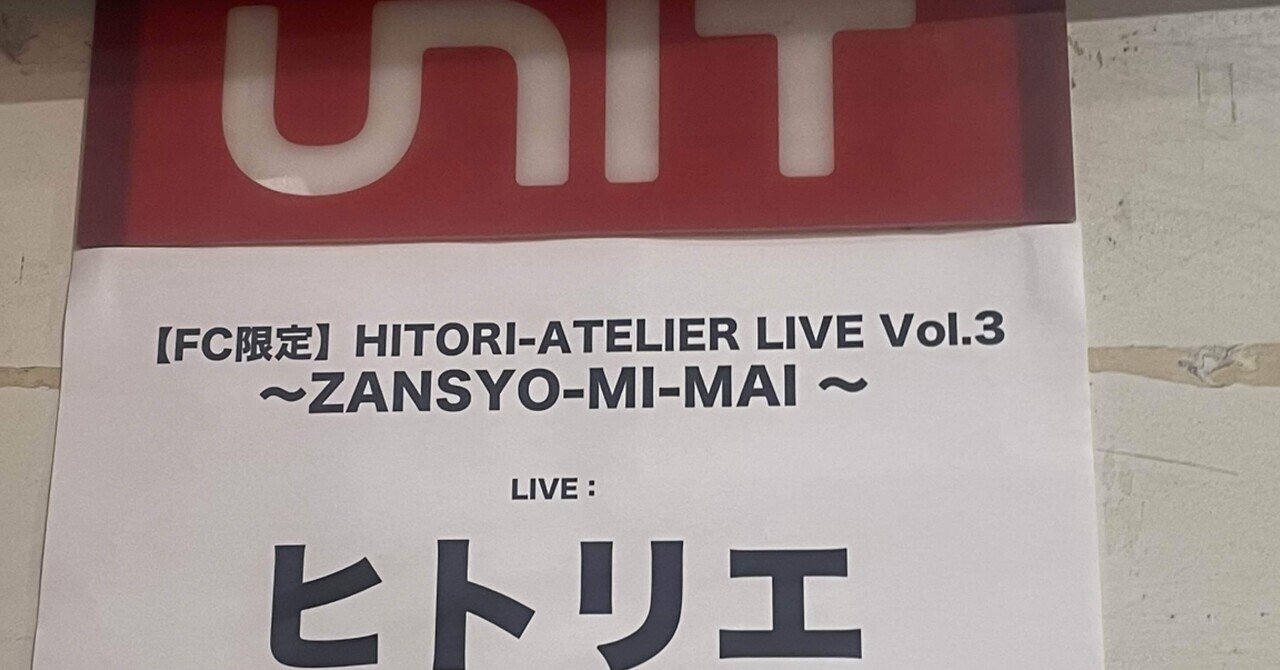 UNIT
【FC限定】HITORI-ATELIER LIVE Vol.3
〜ZANSYO-MI-MAI 〜
LIVE：
ヒトリエ